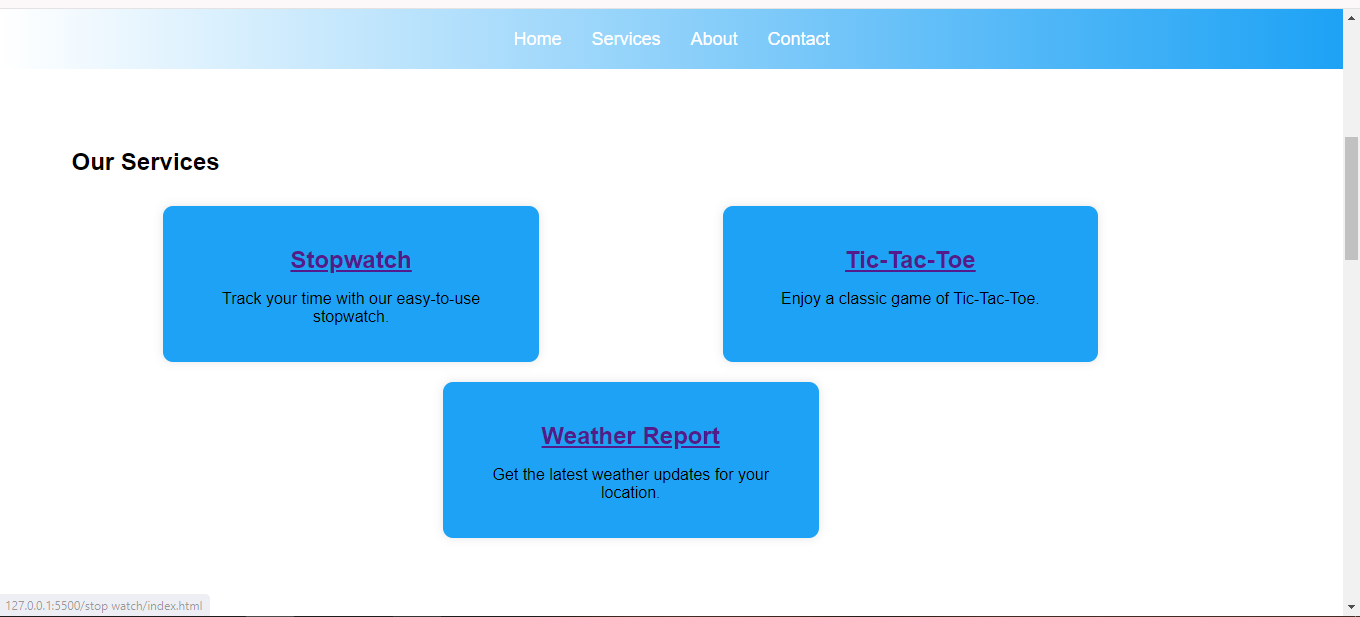 Home Services About Contact
Our Services
Stopwatch
Track your time with our easy-to-use
stopwatch.
Tic-Tac-Toe
Enjoy a classic game of Tic-Tac-Toe.
Weather Report
Get the latest weather updates for your
location.
127.0.0.1:5500/stop watch/index.html